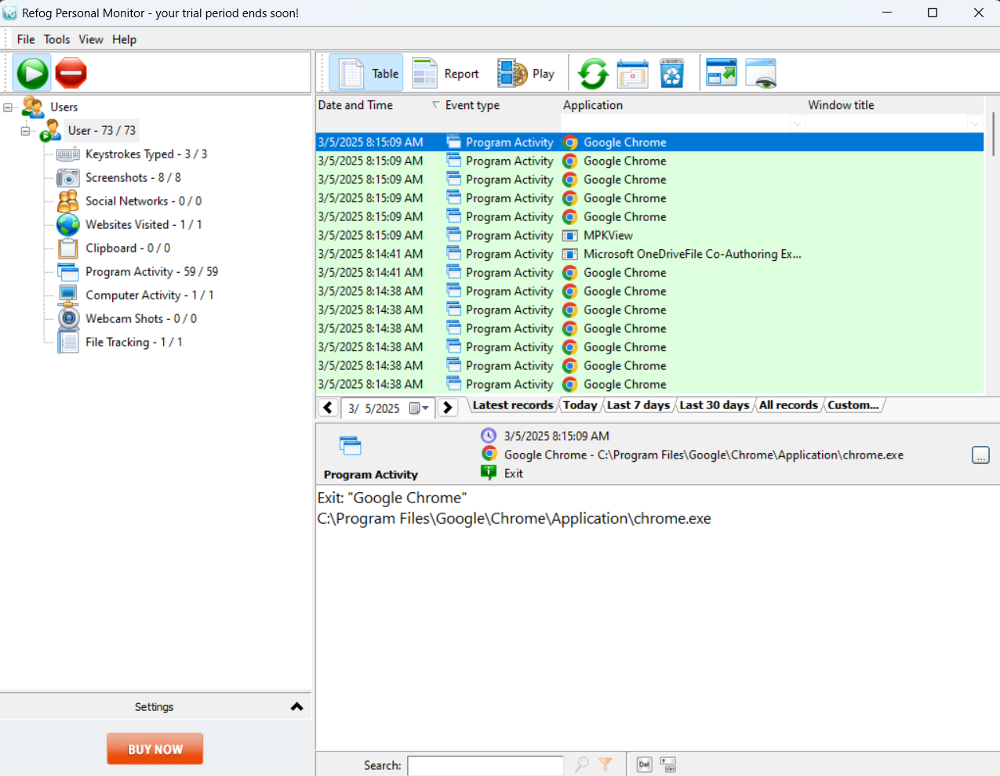 Refog Personal Monitor - your trial period ends soon!
File Tools View Help
Table Report Play
Users
User - 73 / 73
Keystrokes Typed - 3 / 3
Screenshots - 8 / 8
Social Networks - 0 / 0
Websites Visited - 1 / 1
Clipboard - 0 / 0
Program Activity - 59 / 59
Computer Activity - 1 / 1
Webcam Shots - 0 / 0
File Tracking - 1 / 1
Settings
BUY NOW
Date and Time Event type Application Window title
3/5/2025 8:15:09 AM Program Activity Google Chrome
3/5/2025 8:15:09 AM Program Activity Google Chrome
3/5/2025 8:15:09 AM Program Activity Google Chrome
3/5/2025 8:15:09 AM Program Activity Google Chrome
3/5/2025 8:15:09 AM Program Activity Google Chrome
3/5/2025 8:15:09 AM Program Activity MPKView
3/5/2025 8:14:41 AM Program Activity Microsoft OneDriveFile Co-Authoring Ex...
3/5/2025 8:14:41 AM Program Activity Google Chrome
3/5/2025 8:14:38 AM Program Activity Google Chrome
3/5/2025 8:14:38 AM Program Activity Google Chrome
3/5/2025 8:14:38 AM Program Activity Google Chrome
3/5/2025 8:14:38 AM Program Activity Google Chrome
3/5/2025 8:14:38 AM Program Activity Google Chrome
3/5/2025 8:14:38 AM Program Activity Google Chrome
3/ 5/2025 Latest records Today Last 7 days Last 30 days All records Custom...
3/5/2025 8:15:09 AM
Google Chrome - C:\Program Files\Google\Chrome\Application\chrome.exe
...
Program Activity
Exit
Exit: "Google Chrome"
C:\Program Files\Google\Chrome\Application\chrome.exe
Search:
Del